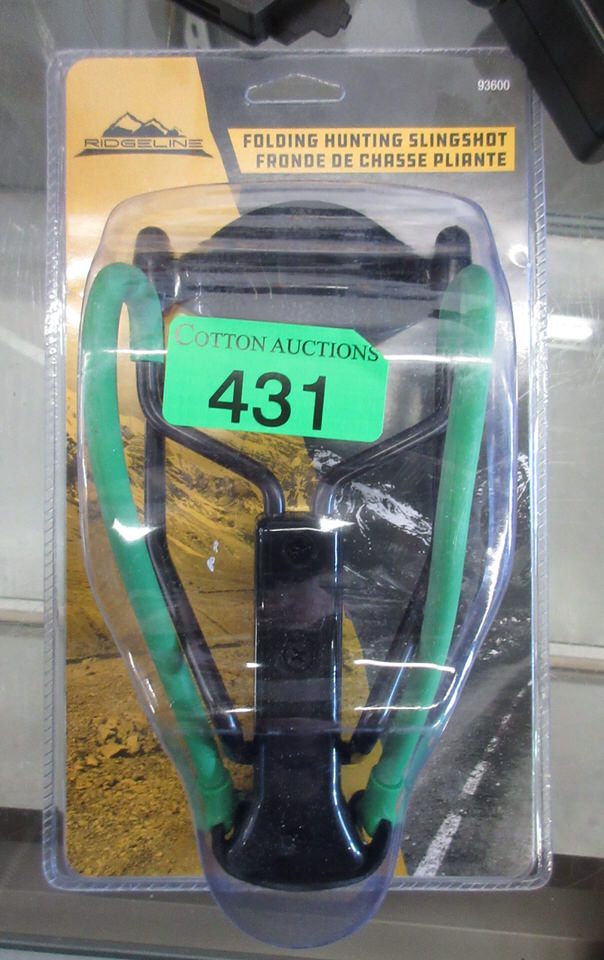 93600
RIDGELINE
FOLDING HUNTING SLINGSHOT
FRONDE DE CHASSE PLIANTE
COTTON AUCTIONS
431